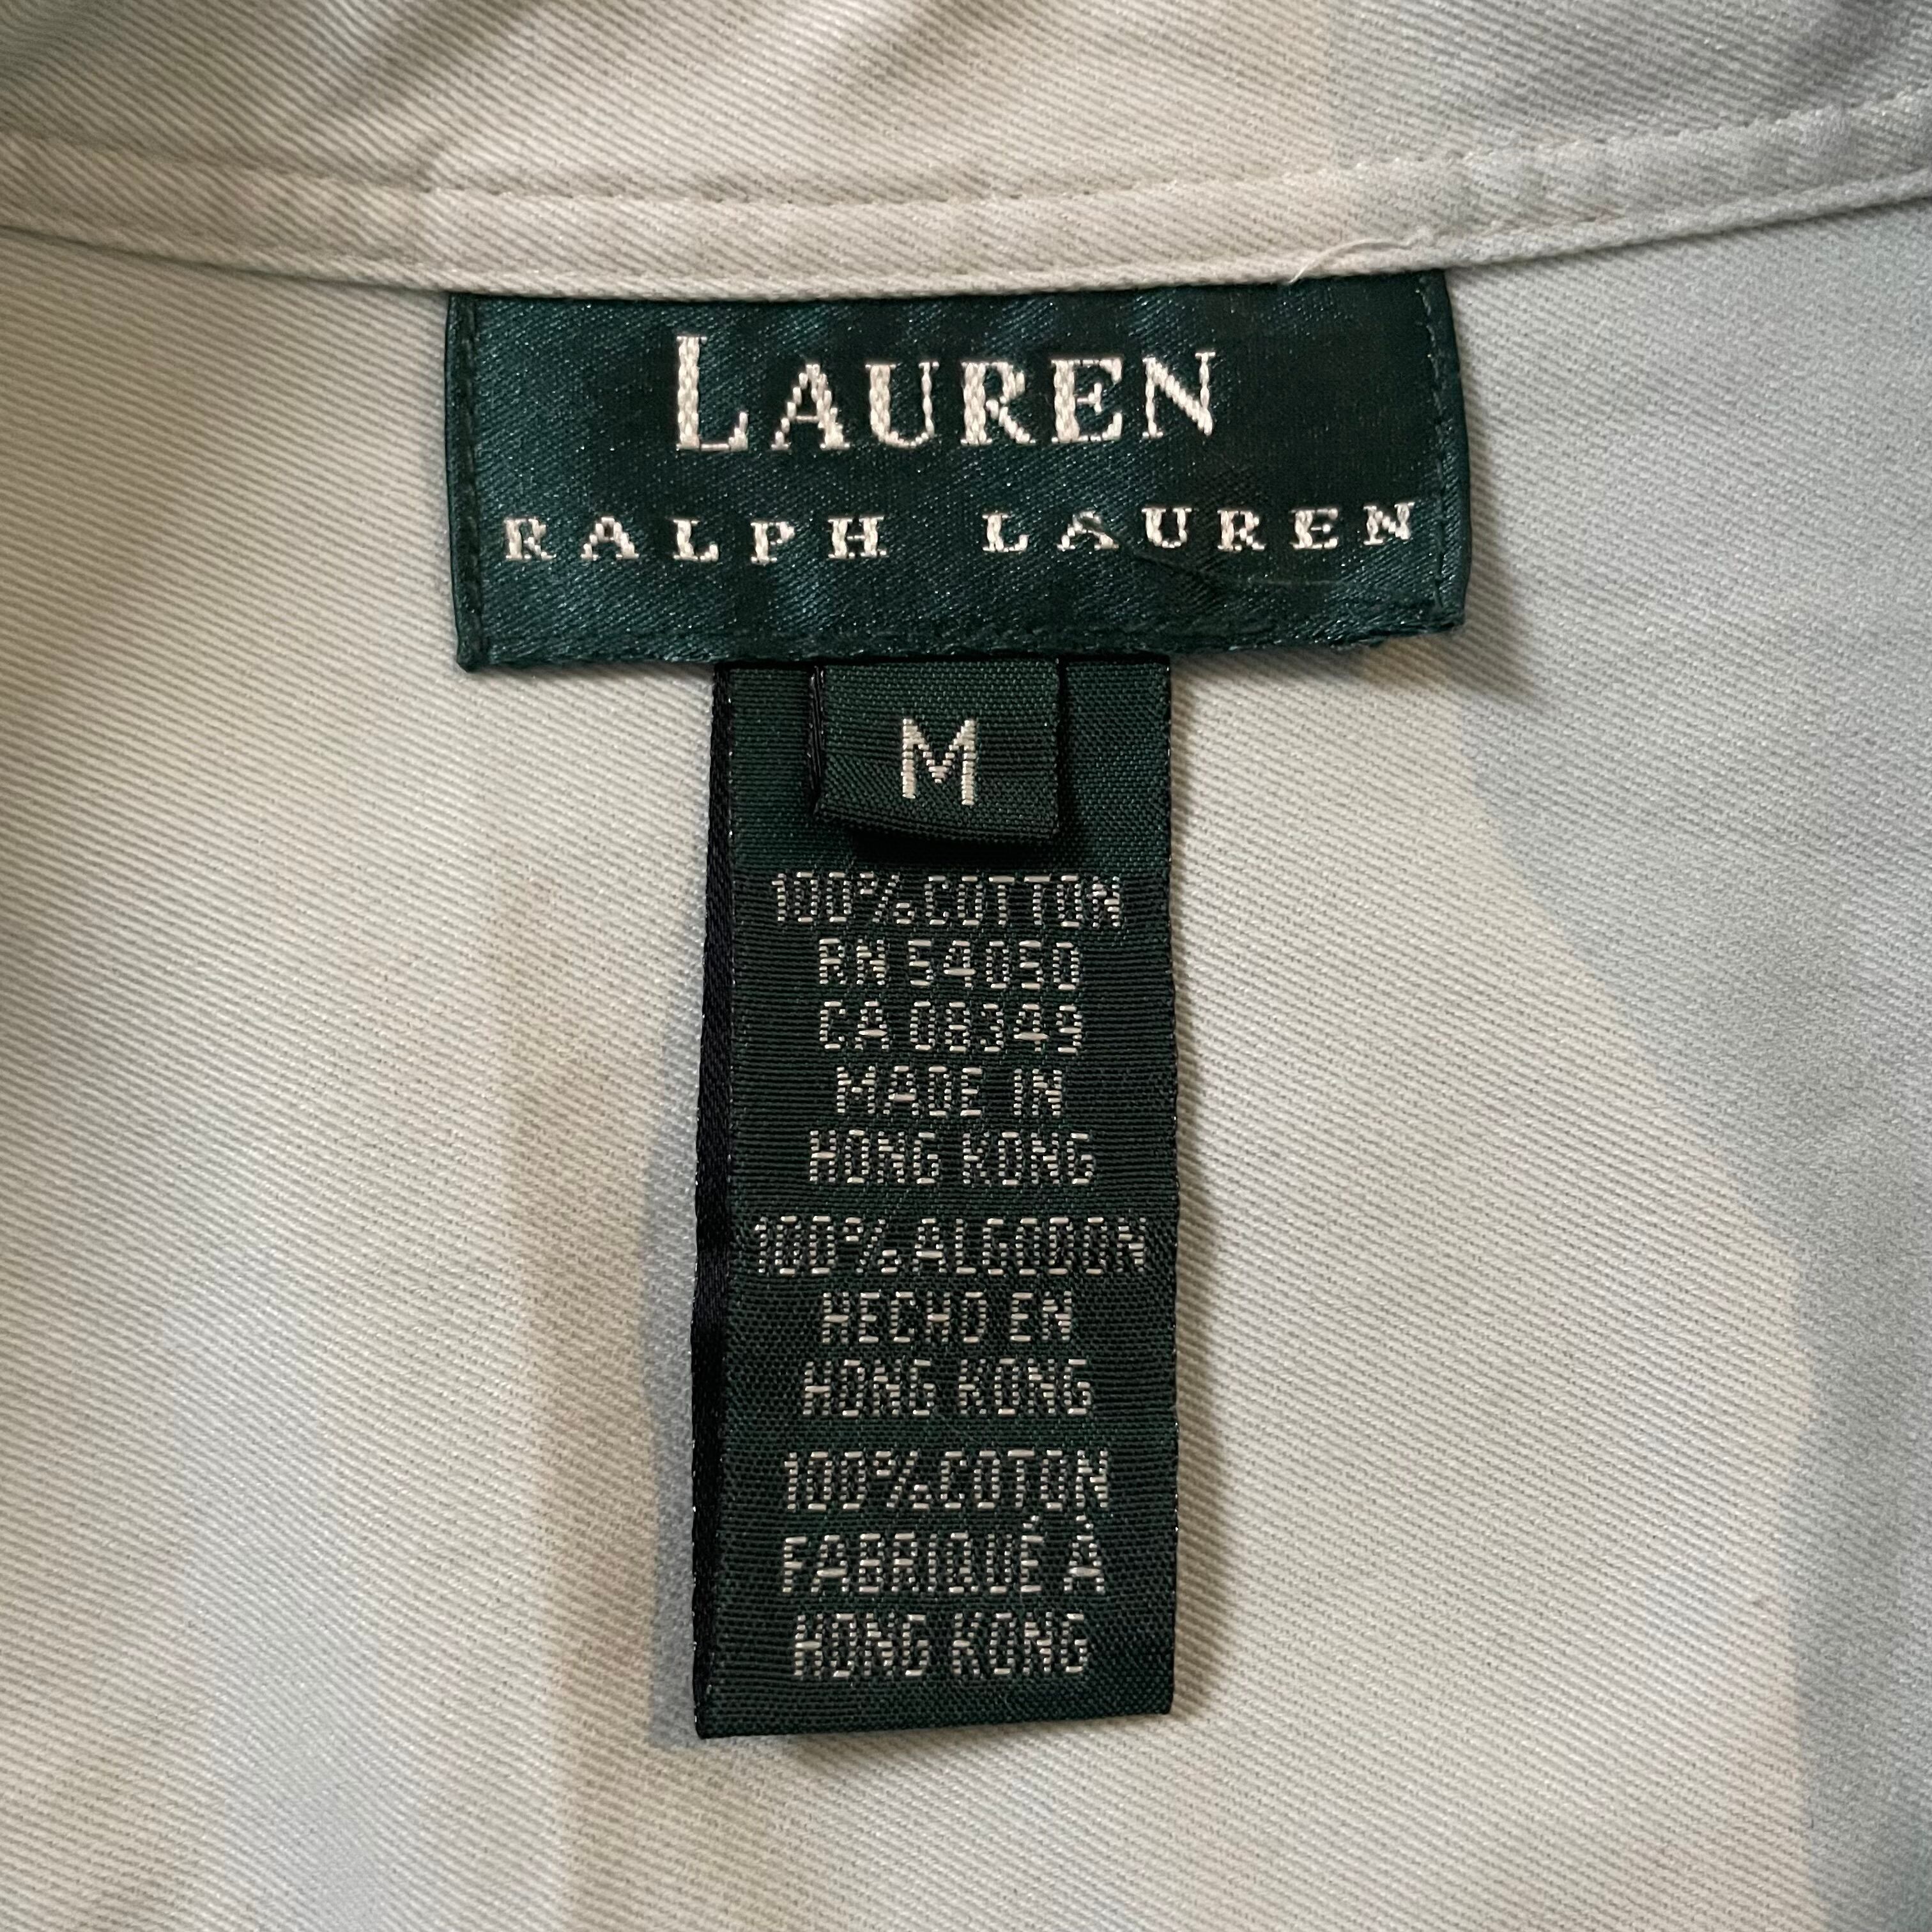 LAUREN
RALPH LAUREN
M
100% COTTON
RN 54050
CA 08349
MADE IN
HONG KONG
100% ALGODON
HECHO EN
HONG KONG
100% COTON
FABRIQUÉ À
HONG KONG